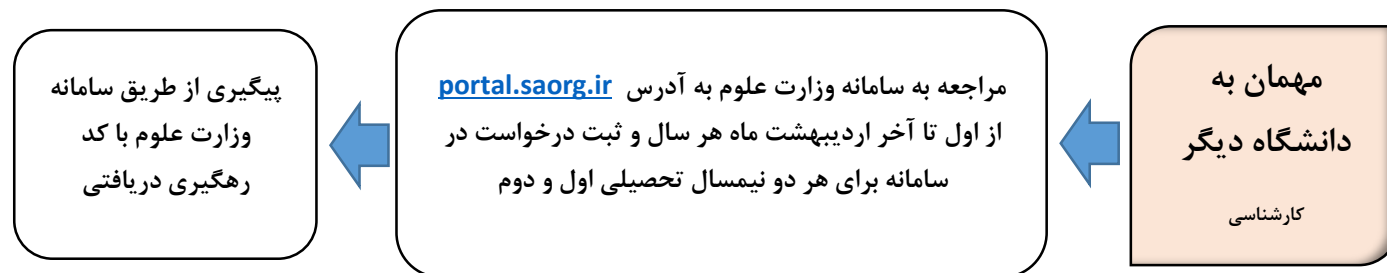 مهمان به
دانشگاه دیگر
کارشناسی
مراجعه به سامانه وزارت علوم به آدرس portal.saorg.ir
از اول تا آخر اردیبهشت ماه هر سال و ثبت درخواست در
سامانه برای هر دو نیمسال تحصیلی اول و دوم
پیگیری از طریق سامانه
وزارت علوم با کد
رهگیری دریافتی